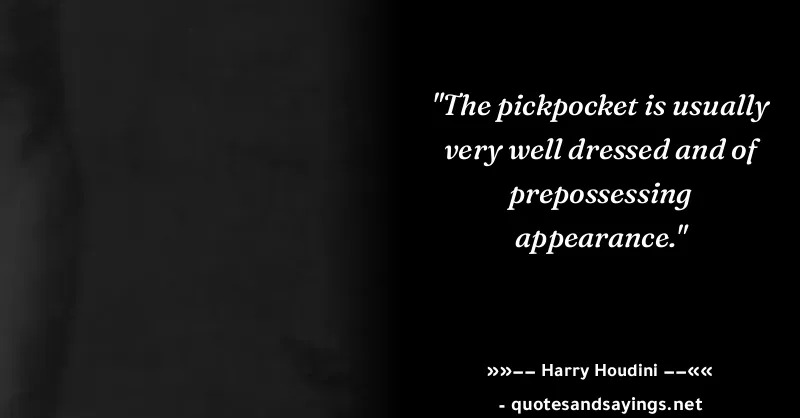 "The pickpocket is usually
very well dressed and of
prepossessing
appearance."
»»–– Harry Houdini ––««
- quotesandsayings.net